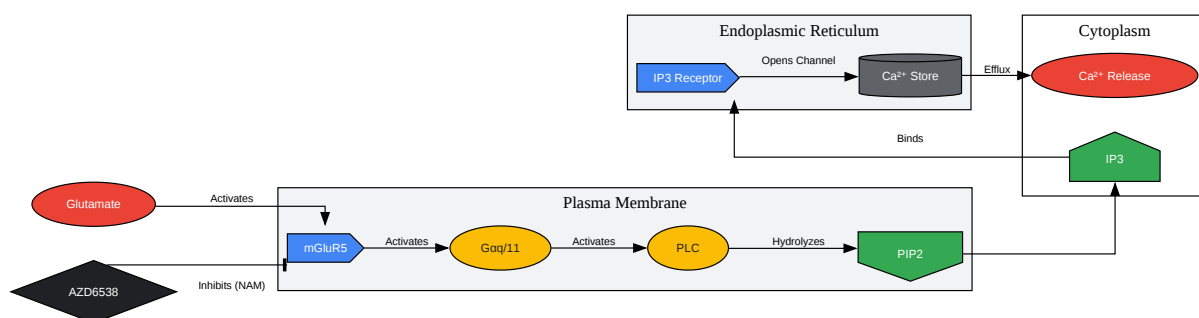 Endoplasmic Reticulum
Cytoplasm
IP3 Receptor
Opens Channel
Ca²⁺ Store
Efflux
Ca²⁺ Release
Binds
IP3
Glutamate
Activates
Plasma Membrane
mGluR5
Activates
Gαq/11
Activates
PLC
Hydrolyzes
PIP2
AZD6538
Inhibits (NAM)